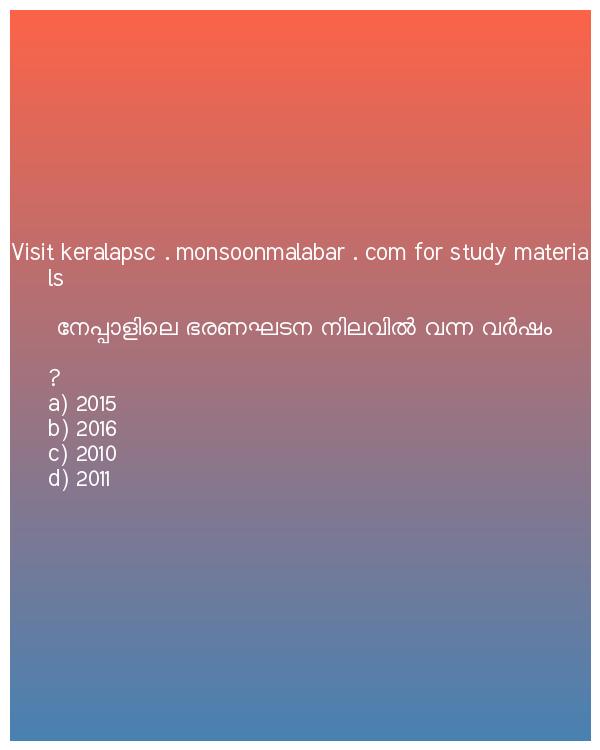 Visit keralapsc . monsoonmalabar . com for study materia
ls
നേപ്പാളിലെ ഭരണഘടന നിലവിൽ വന്ന വർഷം
?
a) 2015
b) 2016
c) 2010
d) 2011